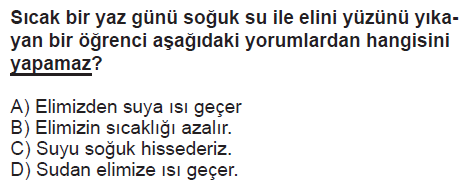 Sıcak bir yaz günü soğuk su ile elini yüzünü yıka-
yan bir öğrenci aşağıdaki yorumlardan hangisini
yapamaz?
A) Elimizden suya ısı geçer
B) Elimizin sıcaklığı azalır.
C) Suyu soğuk hissederiz.
D) Sudan elimize ısı geçer.